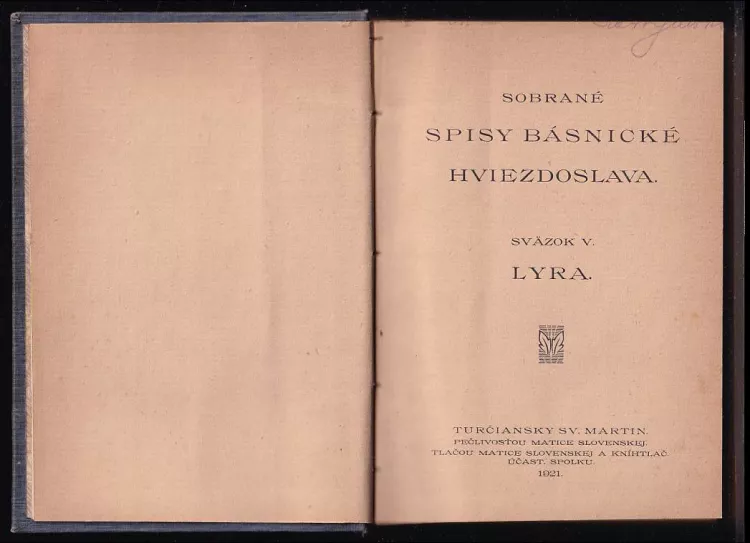 SOBRANÉ
SPISY BÁSNICKÉ
HVIEZDOSLAVA.
SVÄZOK V.
LYRA.
TURČIANSKY SV. MARTIN.
PEČLIVOSŤOU MATICE SLOVENSKEJ.
TLAČOU MATICE SLOVENSKEJ A KNÍHTLAČ.
ÚČAST. SPOLKU.
1921.